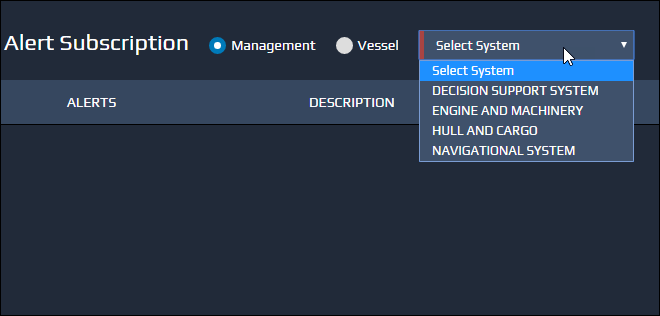 Alert Subscription Management Vessel Select System
Select System
ALERTS DESCRIPTION DECISION SUPPORT SYSTEM
ENGINE AND MACHINERY
HULL AND CARGO
NAVIGATIONAL SYSTEM